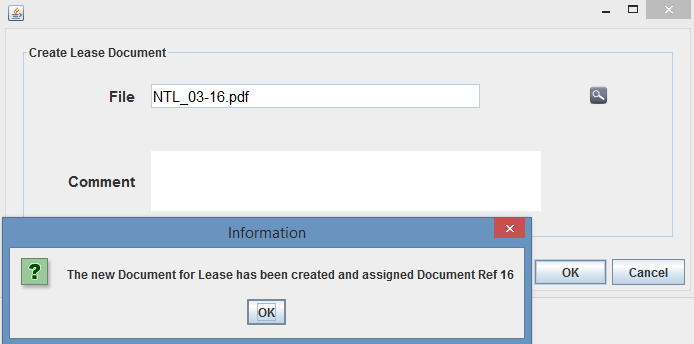 Create Lease Document
File NTL_03-16.pdf
Comment
Information
? The new Document for Lease has been created and assigned Document Ref 16
OK
OK Cancel